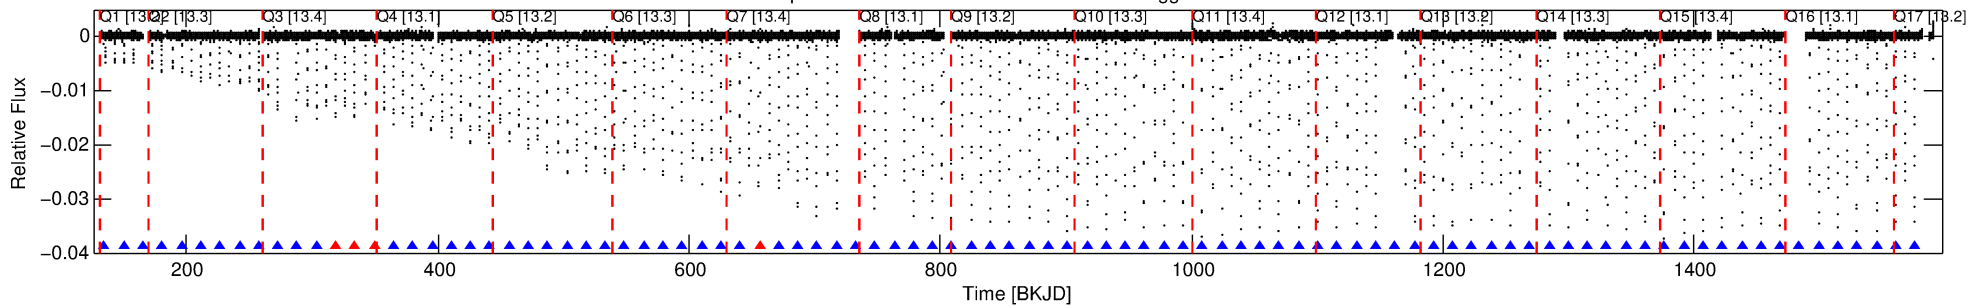 Q1 [13.2] Q2 [13.3] Q3 [13.4] Q4 [13.1] Q5 [13.2] Q6 [13.3] Q7 [13.4] Q8 [13.1] Q9 [13.2] Q10 [13.3] Q11 [13.4] Q12 [13.1] Q13 [13.2] Q14 [13.3] Q15 [13.4] Q16 [13.1] Q17 [13.2]
0
−0.01
−0.02
−0.03
−0.04
Relative Flux
200 400 600 800 1000 1200 1400
Time [BKJD]